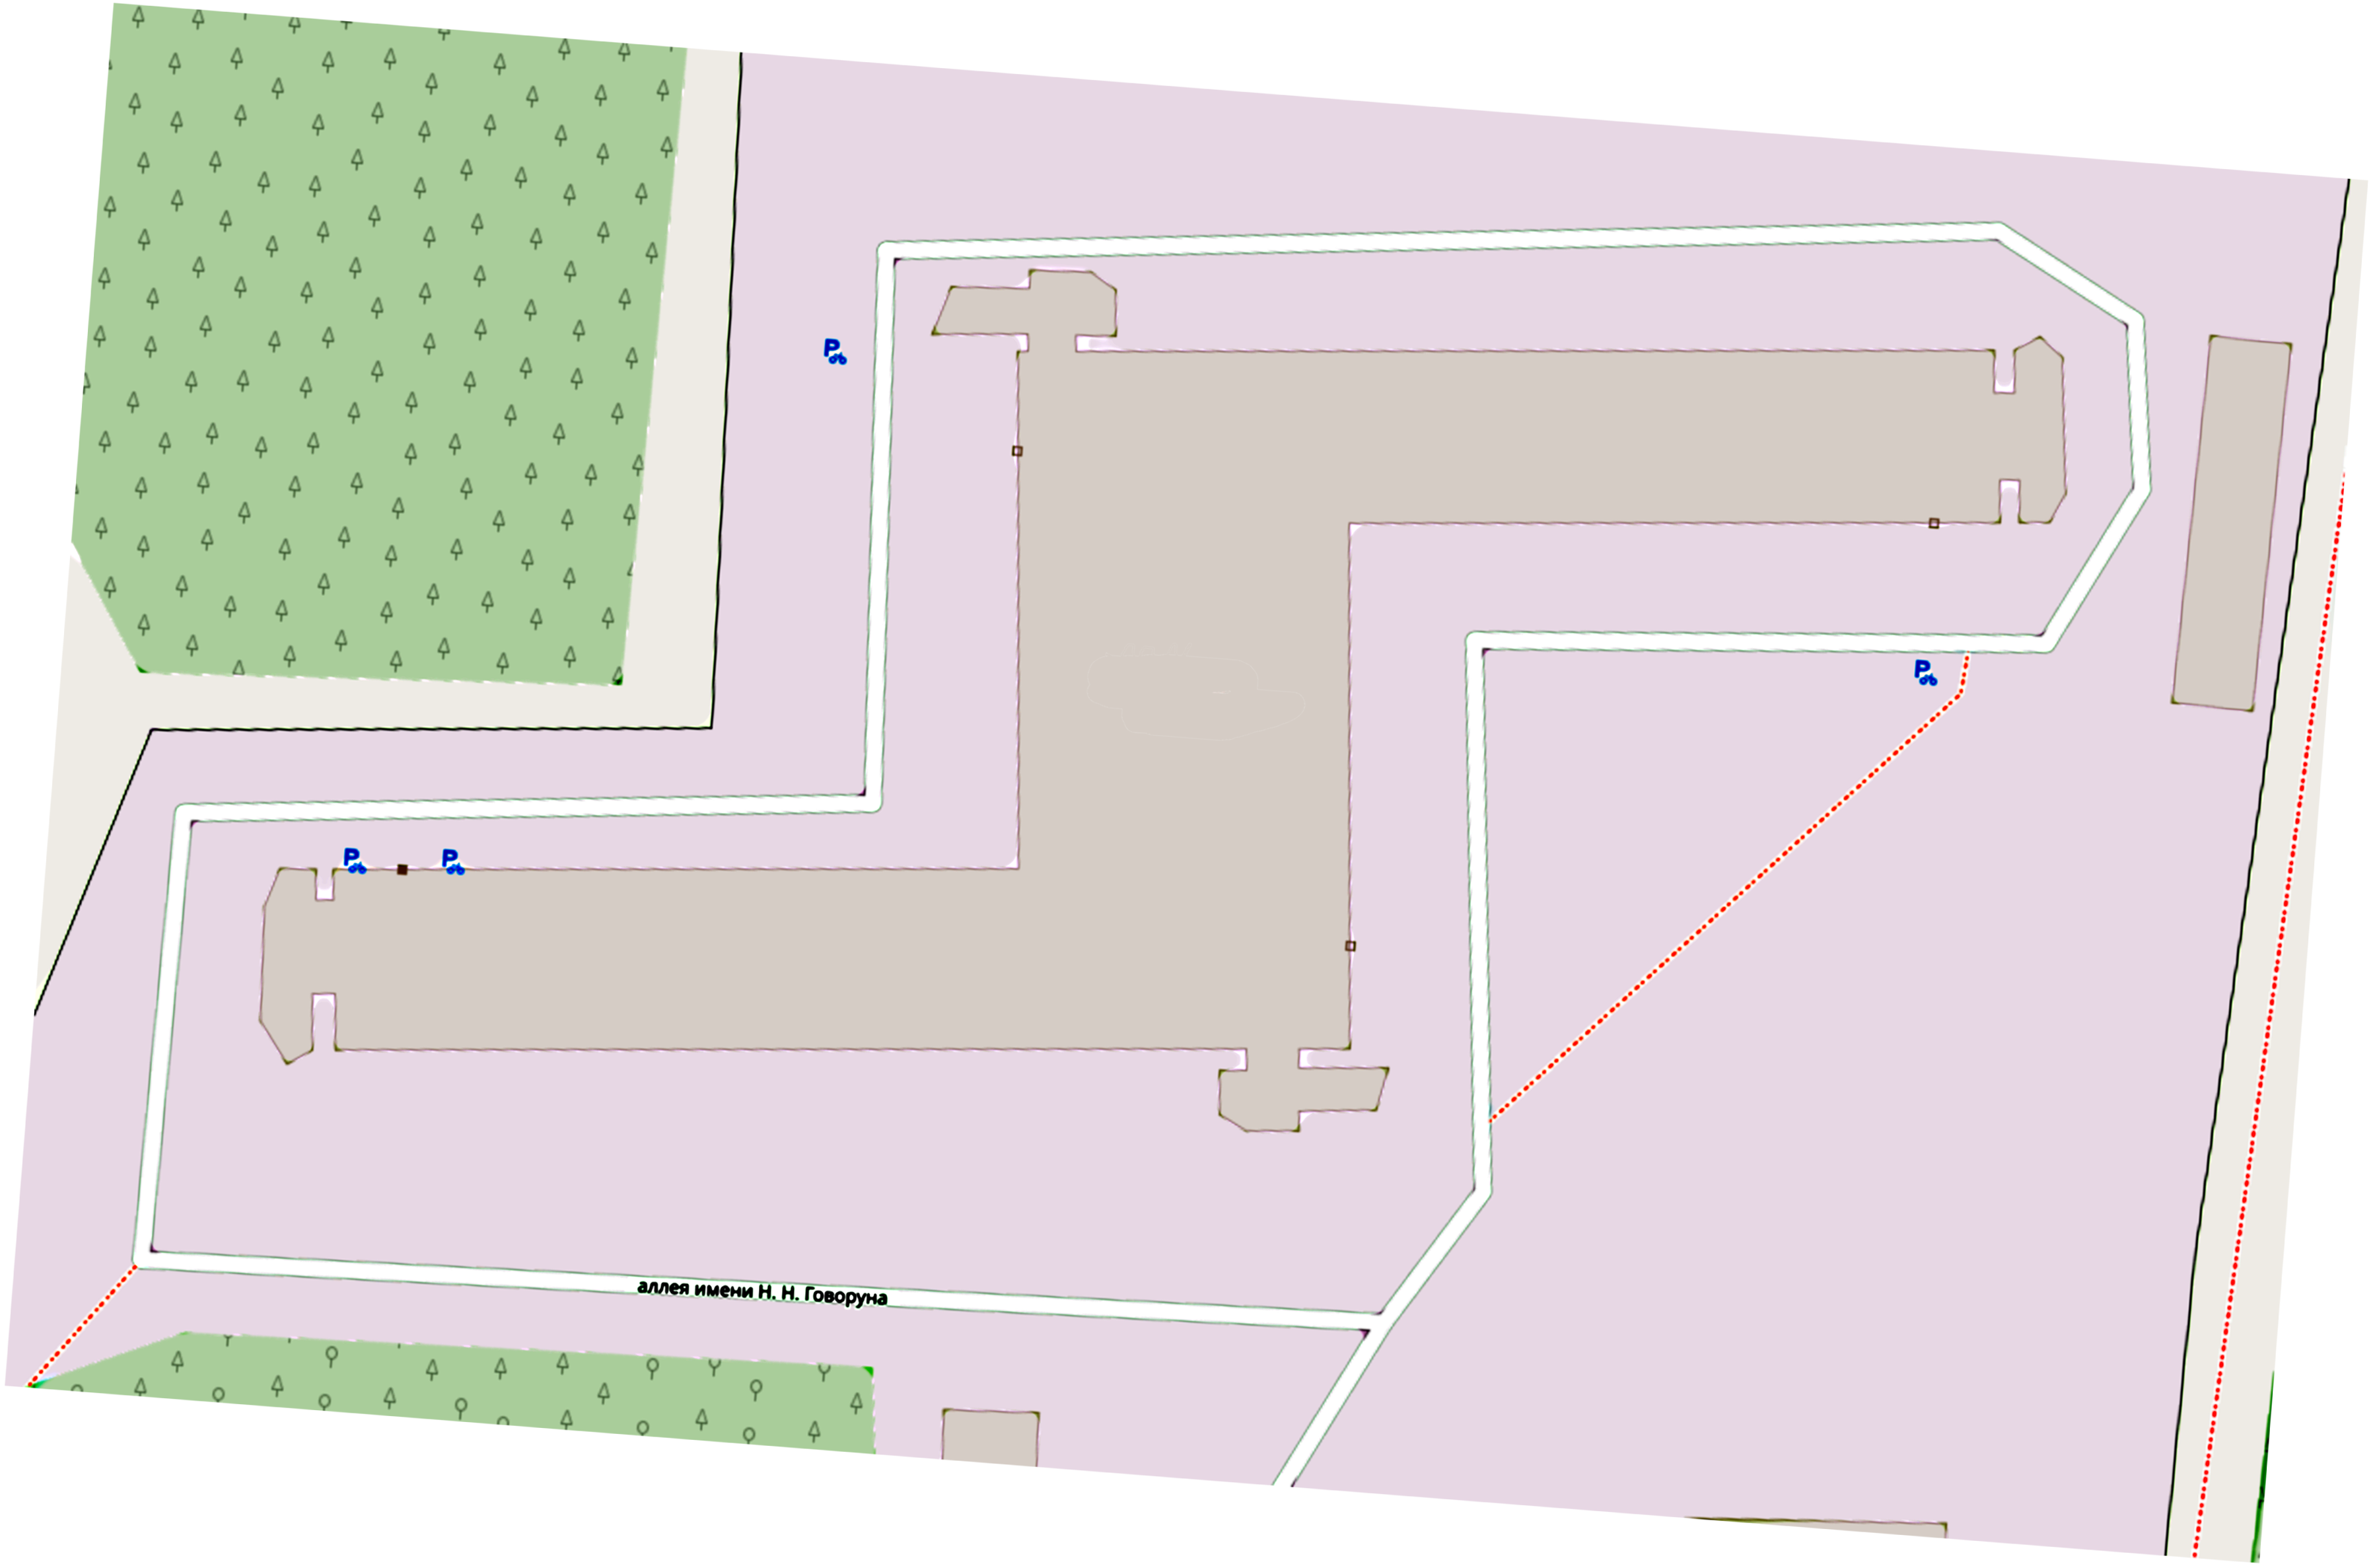 P
P
P P
аллея имени Н. Н. Говоруна